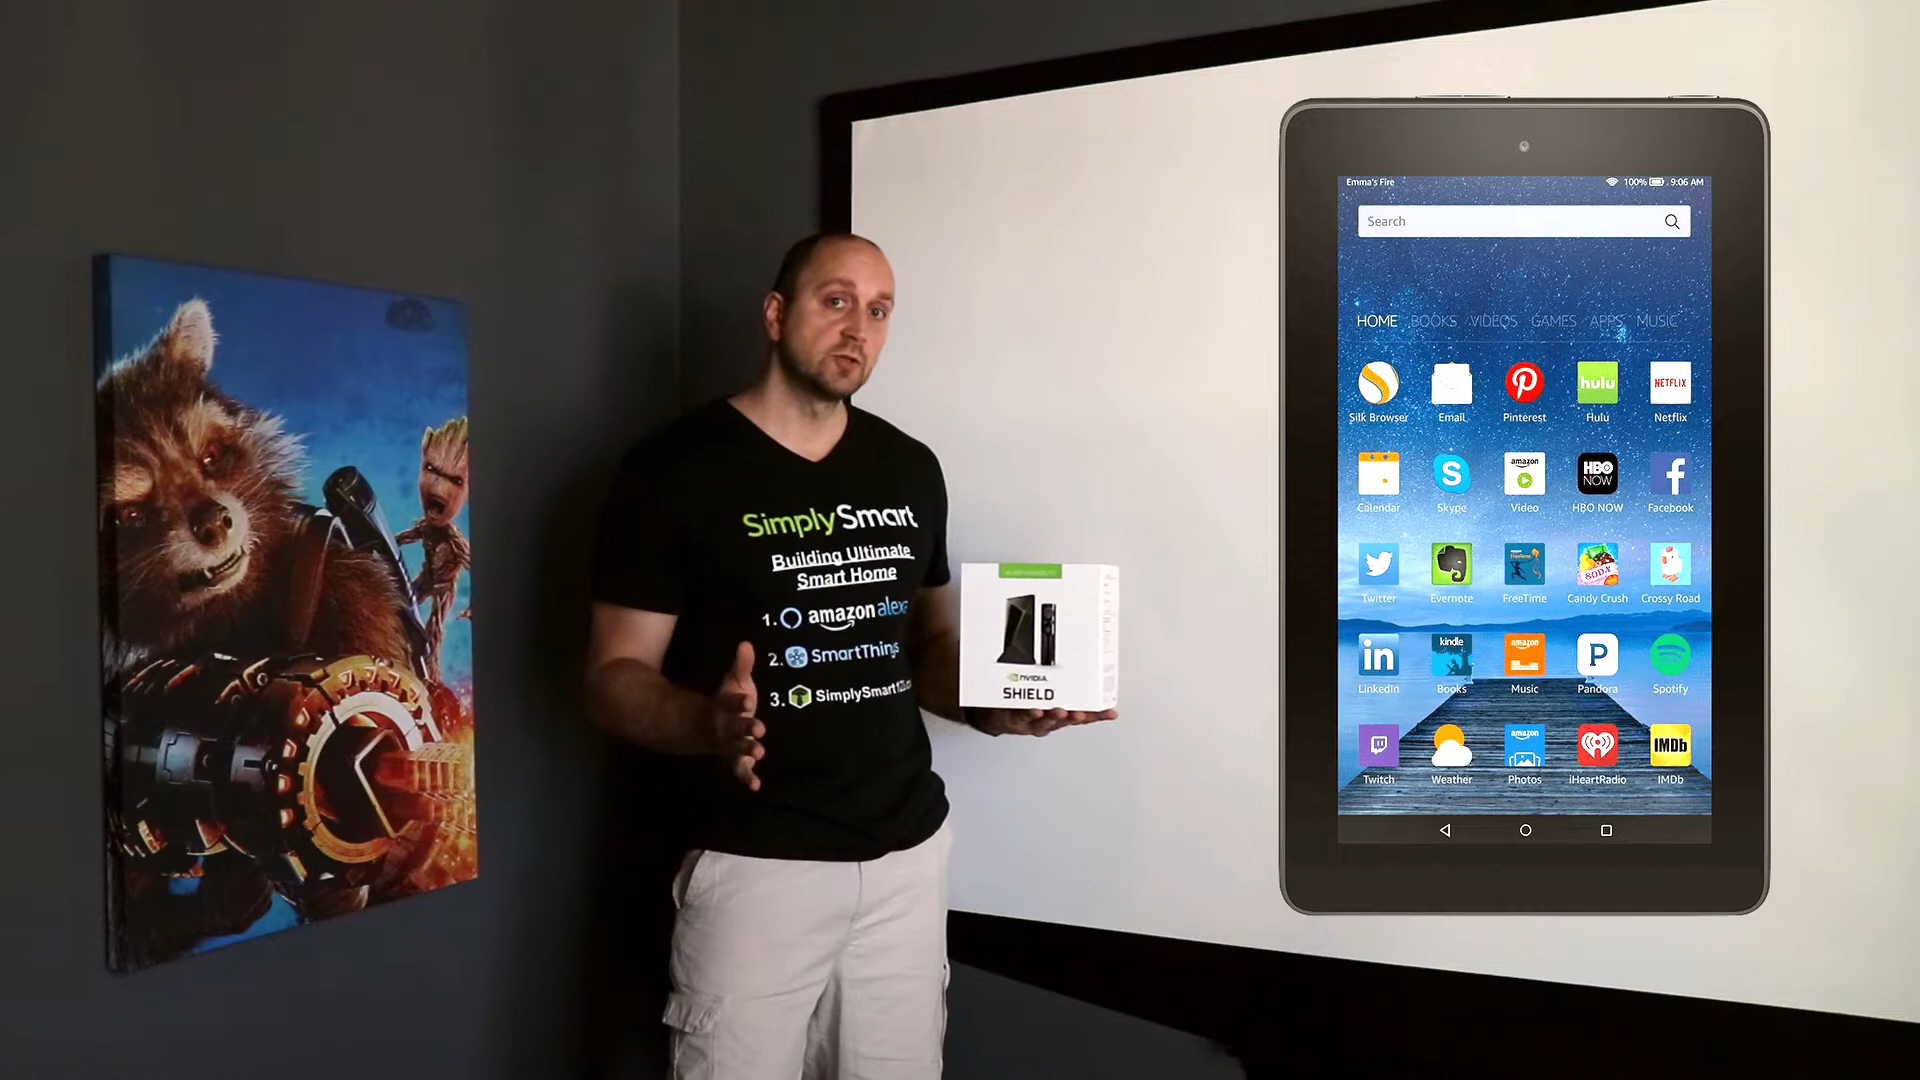 SimplySmart
Building Ultimate
Smart Home
1. amazon alexa
2. SmartThings
3.
NVIDIA
SHIELD
Emma's Fire 100% 9:06 AM
Search
HOME BOOKS VIDEOS GAMES APPS MUSIC
hulu NETFLIX
Silk Browser Email Pinterest Hulu Netflix
S amazon HBO NOW f
Calendar Skype Video HBO NOW Facebook
Twitter Evernote FreeTime Candy Crush Crossy Road
in kindle amazon P
LinkedIn Books Music Pandora Spotify
amazon IMDb
Twitch Weather Photos iHeartRadio IMDb